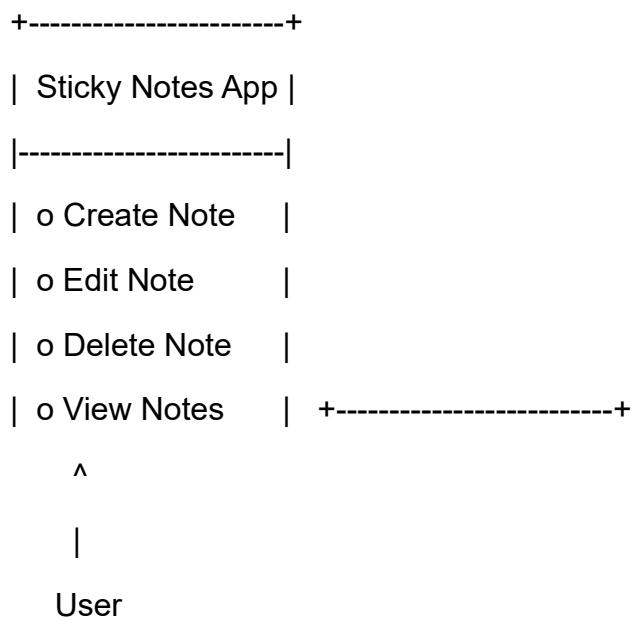 +------------------------+
| Sticky Notes App |
|-------------------------|
| o Create Note |
| o Edit Note |
| o Delete Note |
| o View Notes | +--------------------------+
^
|
User